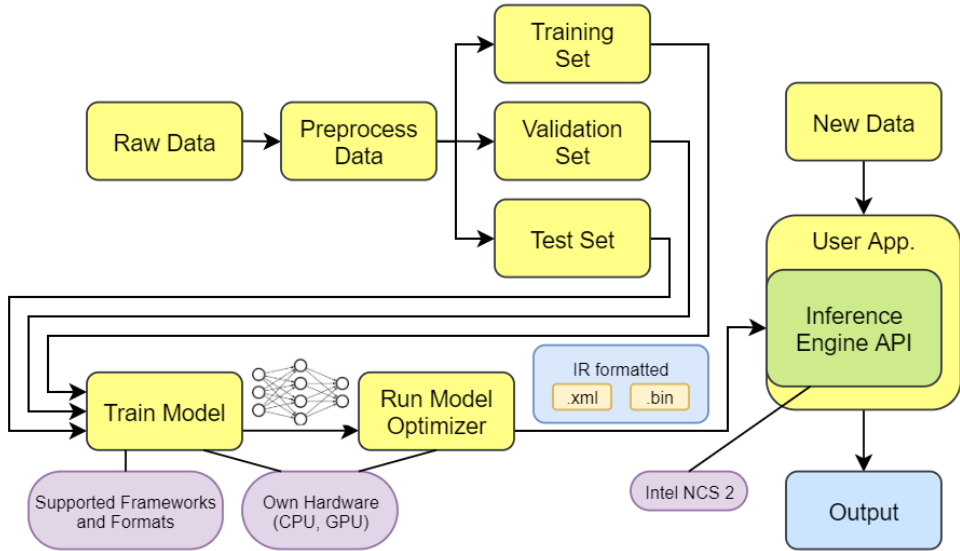 Training
Set
Raw Data
Preprocess
Data
Validation
Set
Test Set
New Data
User App.
Inference
Engine API
Train Model
Run Model
Optimizer
IR formatted
.xml
.bin
Supported Frameworks
and Formats
Own Hardware
(CPU, GPU)
Intel NCS 2
Output